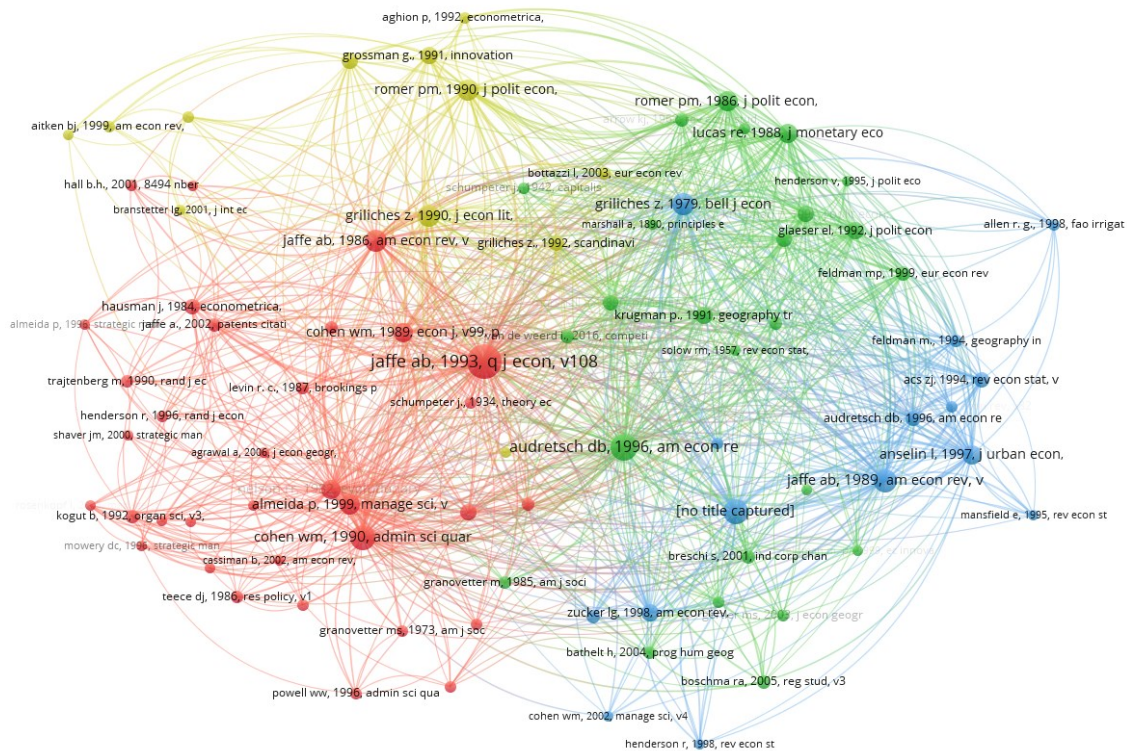 aghion p, 1992, econometrica,
grossman g., 1991, innovation
romer pm, 1990, j polit econ,
romer pm, 1986, j polit econ,
aitken bj, 1999, am econ rev,
lucas re. 1988, j monetary eco
bottazzi l, 2003, eur econ rev
hall b.h., 2001, 8494 nber
schumpeter j., 1942, capitalis
henderson v, 1995, j polit eco
branstetter lg, 2001, j int ec
griliches z, 1990, j econ lit,
griliches z, 1979, bell j econ
marshall a, 1890, principles e
allen r. g., 1998, fao irrigat
jaffe ab, 1986, am econ rev, v
griliches z., 1992, scandinavi
glaeser el. 1992, j polit econ
feldman mp, 1999, eur econ rev
hausman j, 1984, econometrica,
almeida p, 1996, strategic
jaffe a., 2002, patents citati
krugman p., 1991, geography tr
cohen wm, 1989, econ j, v99, p
de weerd 2016, competi
feldman m., 1994, geography in
solow rm, 1957, rev econ stat,
jaffe ab, 1993, q j econ, v108
trajtenberg m, 1990, rand j ec
levin r. c., 1987, brookings p
acs zj, 1994, rev econ stat, v
schumpeter j., 1934, theory ec
henderson r, 1996, rand j econ
audretsch db, 1996, am econ re
shaver jm, 2000, strategic man
audretsch db, 1996, am econ re
agrawal a, 2006, j econ geogr,
anselin l, 1997, j urban econ,
jaffe ab, 1989, am econ rev, v
almeida p, 1999, manage sci, v
[no title captured]
kogut b, 1992, organ sci, v3,
mansfield e, 1995, rev econ st
cohen wm, 1990, admin sci quar
mowery dc, 1996, strategic man
cassiman b, 2002, am econ rev,
breschi s, 2001, ind corp chan
granovetter m, 1985, am j soci
teece dj, 1986, res policy, v1
zucker lg, 1998, am econ rev,
ms, 2003, j econ geogr
granovetter ms, 1973, am j soc
bathelt h, 2004, prog hum geog
boschma ra, 2005, reg stud, v3
powell ww, 1996, admin sci qua
cohen wm, 2002, manage sci, v4
henderson r, 1998, rev econ st